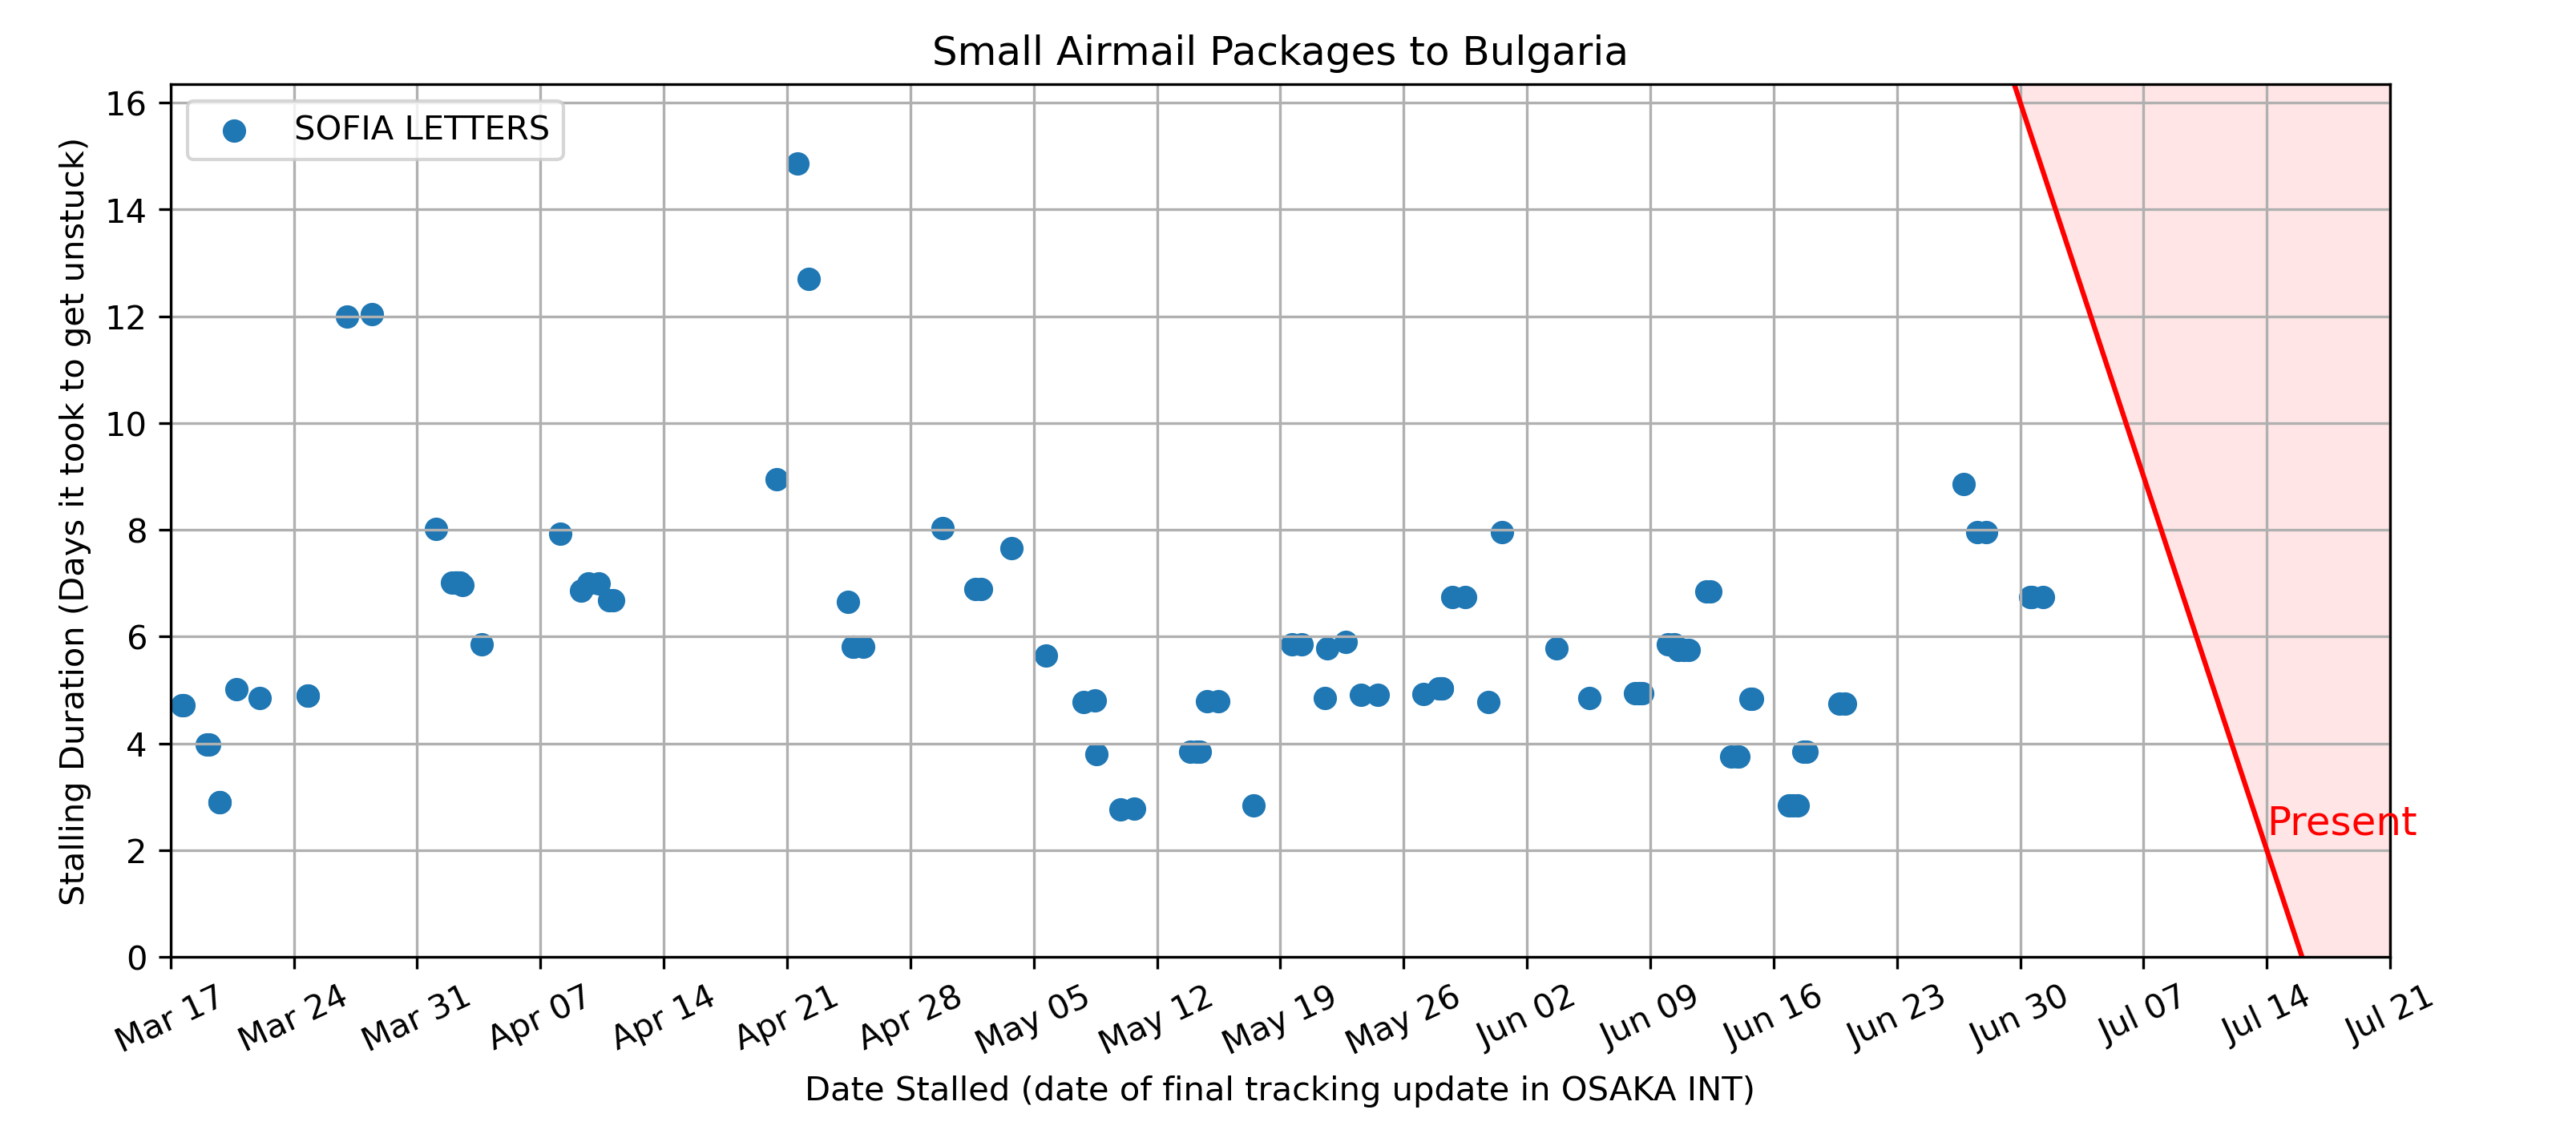 Small Airmail Packages to Bulgaria
SOFIA LETTERS
Stalling Duration (Days it took to get unstuck)
16
14
12
10
8
6
4
2
0
Present
Mar 17
Mar 24
Mar 31
Apr 07
Apr 14
Apr 21
Apr 28
May 05
May 12
May 19
May 26
Jun 02
Jun 09
Jun 16
Jun 23
Jun 30
Jul 07
Jul 14
Jul 21
Date Stalled (date of final tracking update in OSAKA INT)